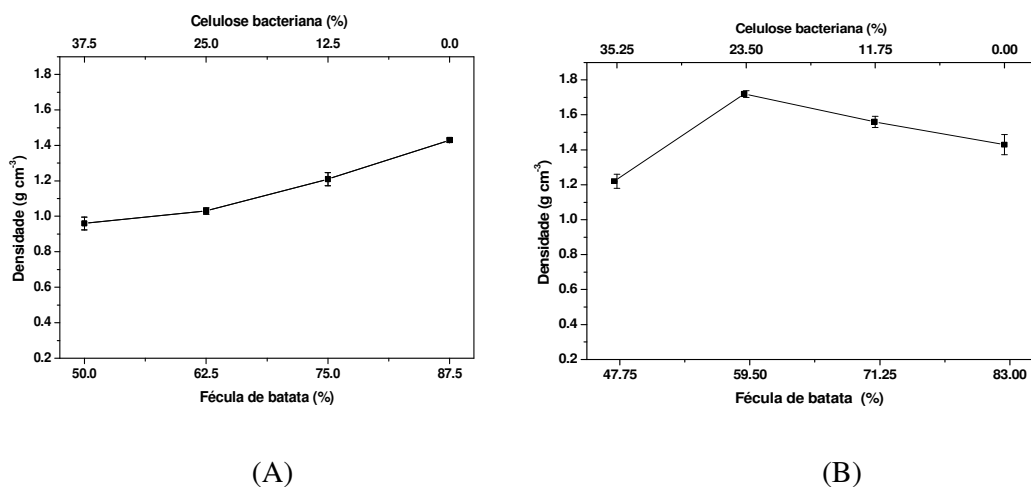 Celulose bacteriana (%)
37.5 25.0 12.5 0.0
1.8
1.6
1.4
1.2
1.0
0.8
0.6
0.4
0.2
Densidade (g cm-3)
50.0 62.5 75.0 87.5
Fécula de batata (%)
(A)
Celulose bacteriana (%)
35.25 23.50 11.75 0.00
1.8
1.6
1.4
1.2
1.0
0.8
0.6
0.4
0.2
Densidade (g cm-3)
47.75 59.50 71.25 83.00
Fécula de batata (%)
(B)